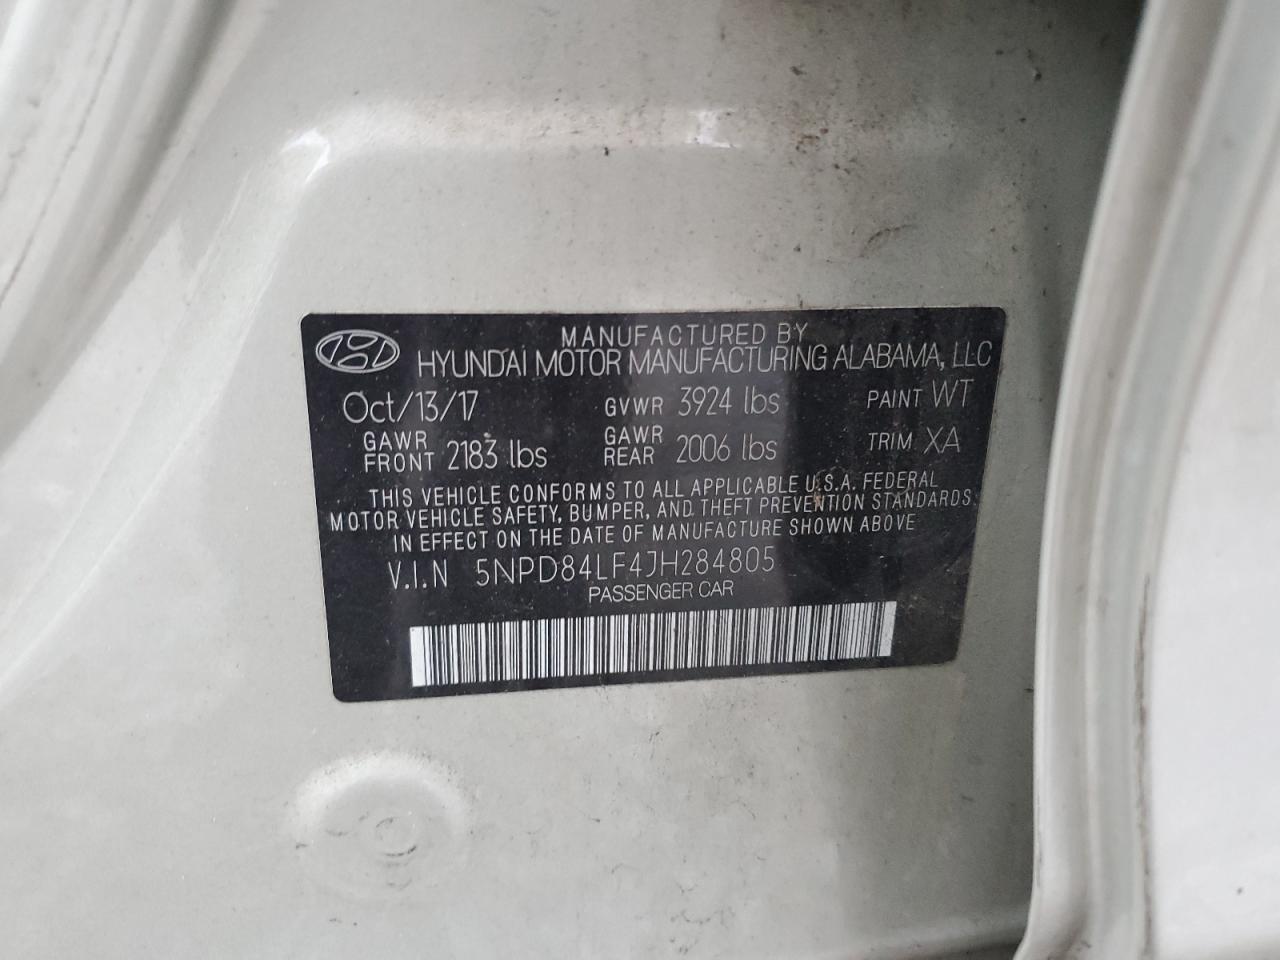 MANUFACTURED BY
HYUNDAI MOTOR MANUFACTURING ALABAMA, LLC
Oct/13/17 GVWR 3924 lbs PAINT WT
GAWR FRONT 2183 lbs GAWR REAR 2006 lbs TRIM XA
THIS VEHICLE CONFORMS TO ALL APPLICABLE U.S.A. FEDERAL
MOTOR VEHICLE SAFETY, BUMPER, AND THEFT PREVENTION STANDARDS
IN EFFECT ON THE DATE OF MANUFACTURE SHOWN ABOVE
V.I.N 5NPD84LF4JH284805
PASSENGER CAR